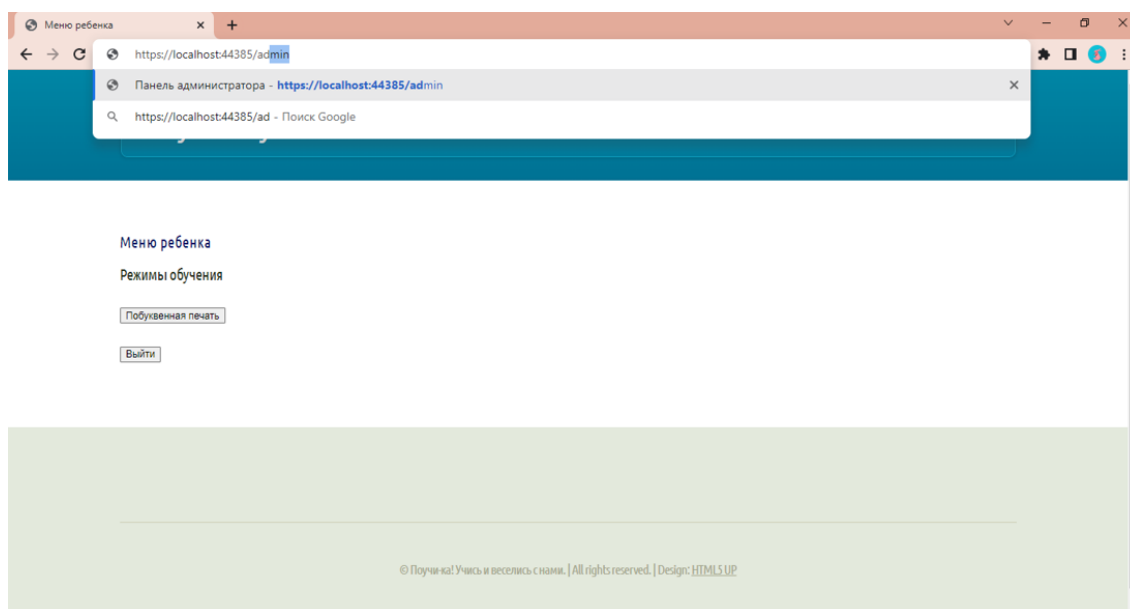 Меню ребенка
https://localhost:44385/admin
Панель администратора - https://localhost:44385/admin
https://localhost:44385/ad - Поиск Google
Меню ребенка
Режимы обучения
Побуквенная печать
Выйти
© Поучи-ка! Учись и веселись с нами. | All rights reserved. | Design: HTML5 UP